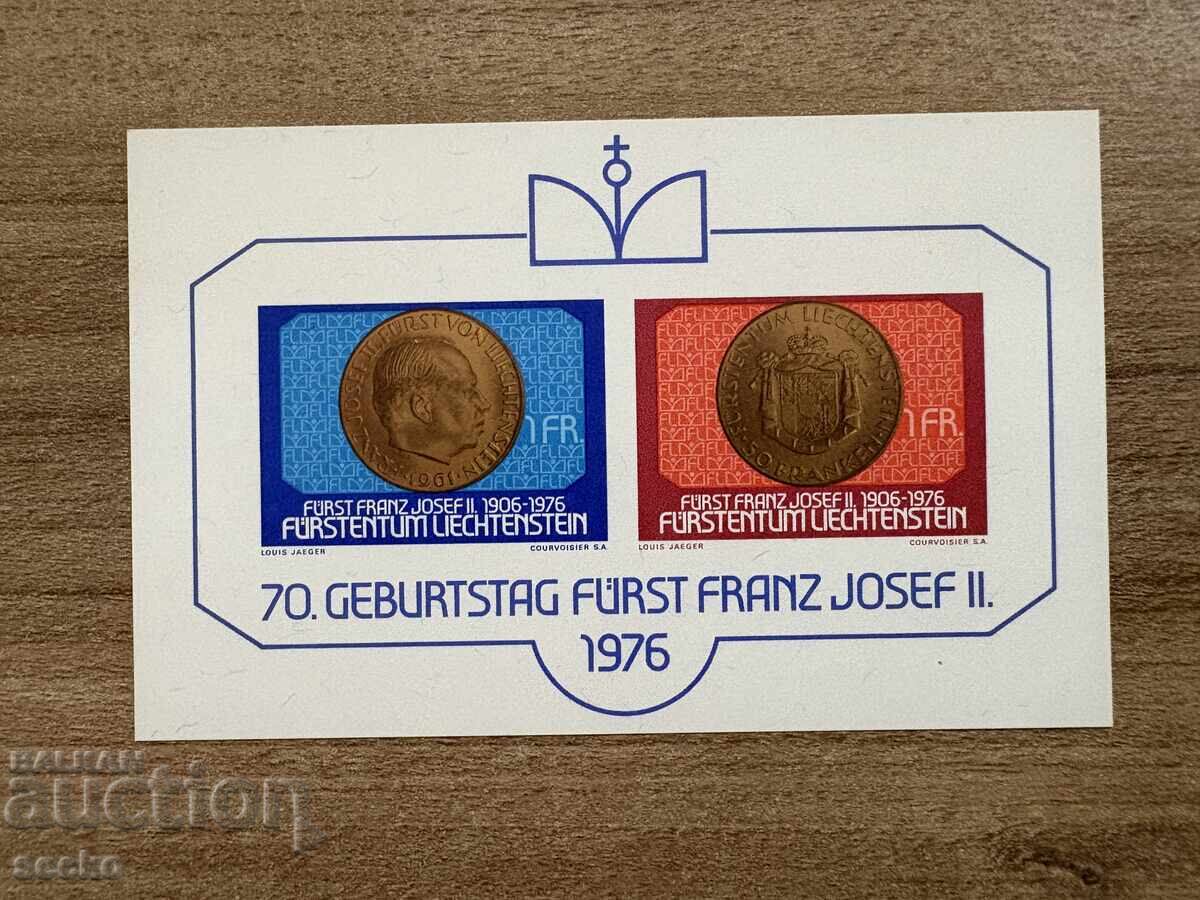 FRANZ JOSEF II. FÜRST VON LIECHTENSTEIN
·1961·
1 FR.
FÜRST FRANZ JOSEF II. 1906-1976
FÜRSTENTUM LIECHTENSTEIN
LOUIS JAEGER
COURVOISIER S.A.
FÜRSTENTUM LIECHTENSTEIN
·50 FRANKEN·
1 FR.
FÜRST FRANZ JOSEF II. 1906-1976
FÜRSTENTUM LIECHTENSTEIN
LOUIS JAEGER
COURVOISIER S.A.
70. GEBURTSTAG FÜRST FRANZ JOSEF II.
1976
BALKAN
auction
secko